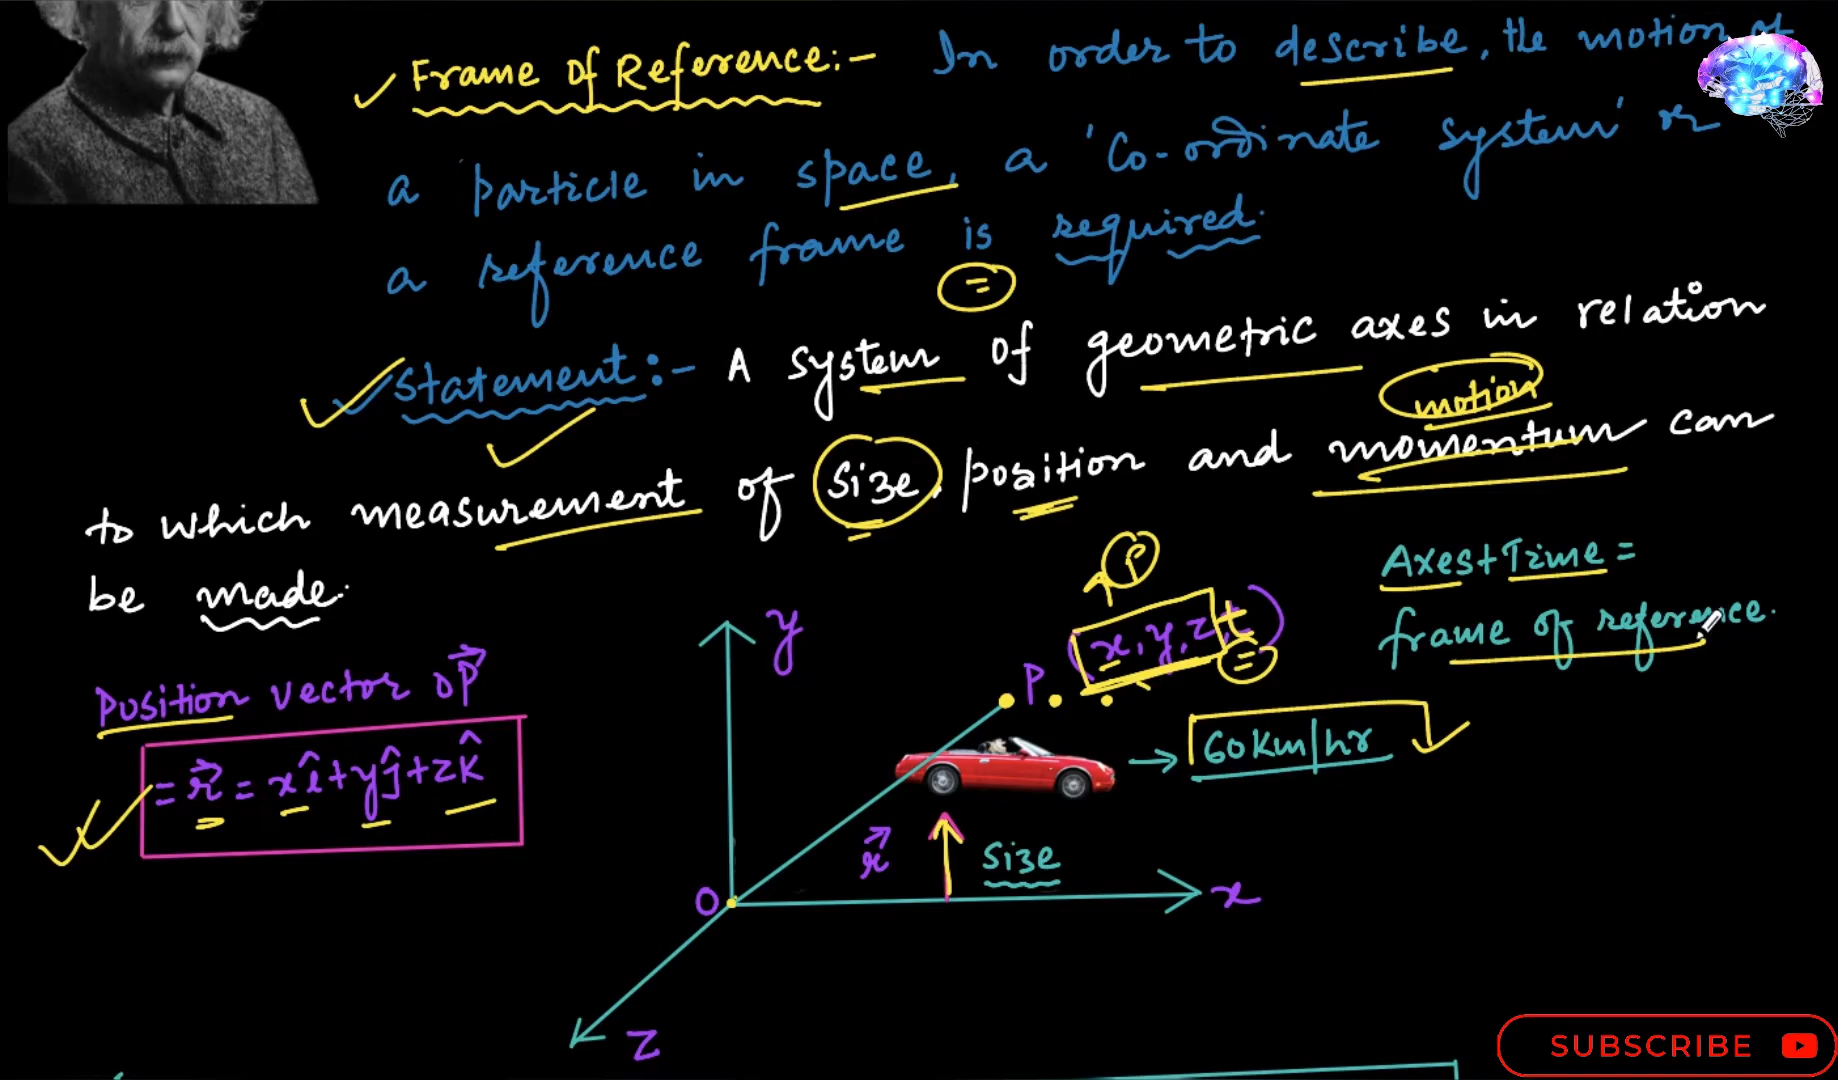 Frame of Reference:- In order to describe, the motion of
a particle in space, a 'Co-ordinate system' or
a reference frame is required.
=
Statement:- A system of geometric axes in relation
motion
to which measurement of size, position and momentum can
be made.
P
Axes+Time=
frame of reference.
y
P (x, y, z, t)
=
Position vector OP
= r = xî+yĵ+zk̂
60Km/hr
r
size
O
x
z
SUBSCRIBE